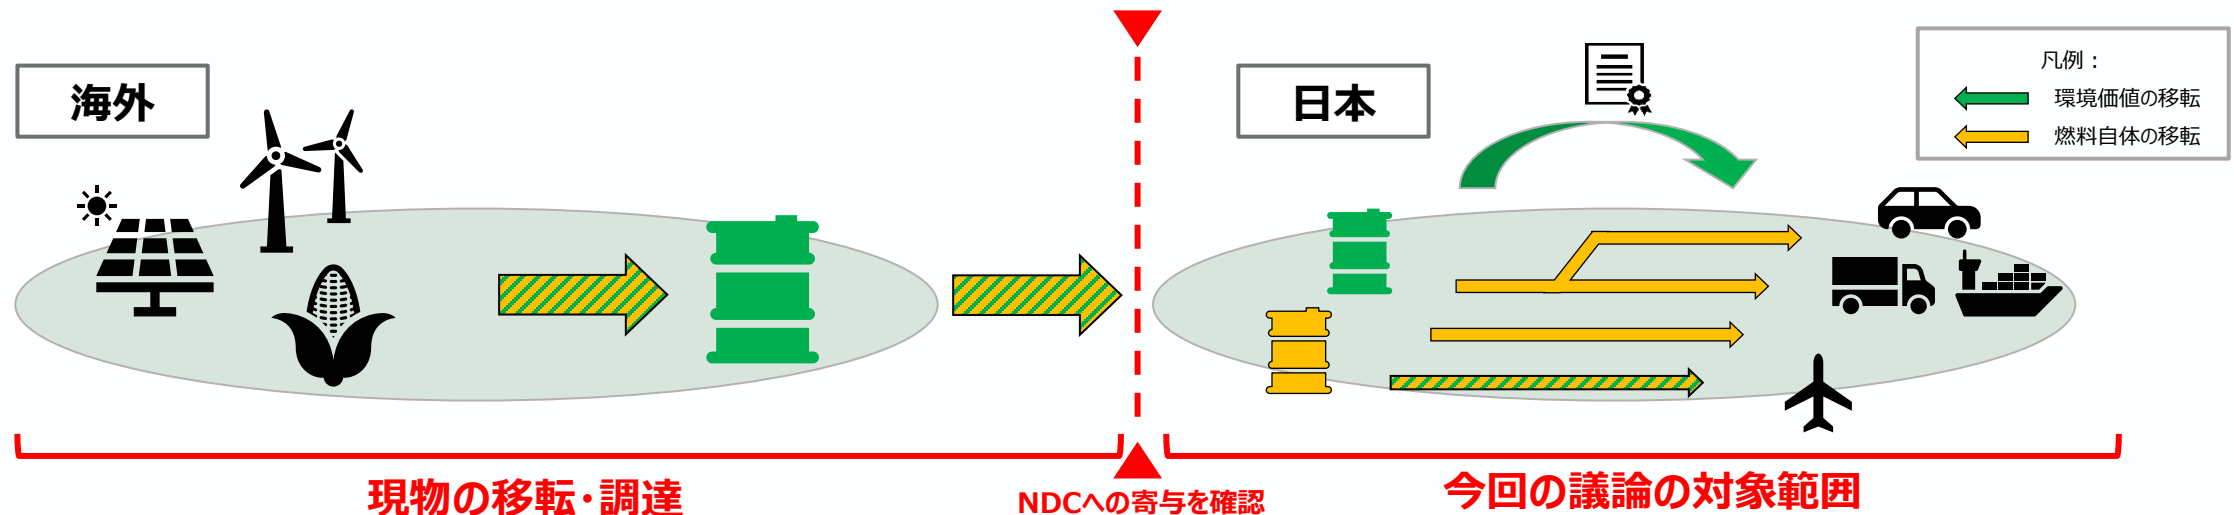 海外
日本
凡例：
環境価値の移転
燃料自体の移転
現物の移転・調達
NDCへの寄与を確認
今回の議論の対象範囲